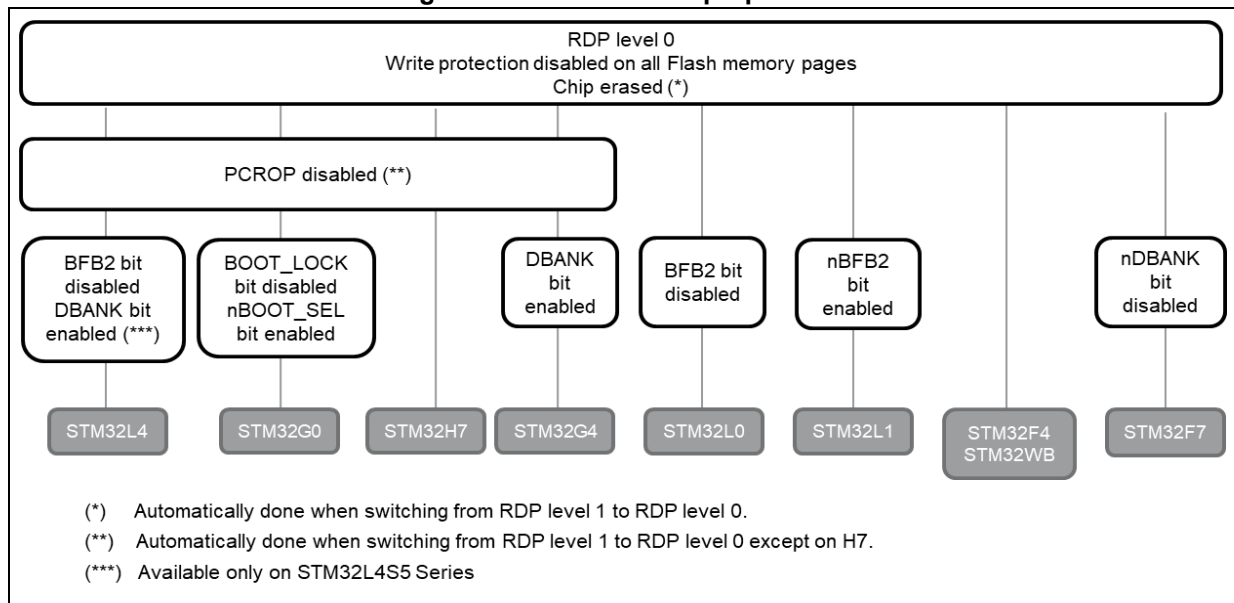 RDP level 0
Write protection disabled on all Flash memory pages
Chip erased (*)
PCROP disabled (**)
BFB2 bit
disabled
DBANK bit
enabled (***)
BOOT_LOCK
bit disabled
nBOOT_SEL
bit enabled
DBANK
bit
enabled
BFB2 bit
disabled
nBFB2
bit
enabled
nDBANK
bit
disabled
STM32L4
STM32G0
STM32H7
STM32G4
STM32L0
STM32L1
STM32F4
STM32WB
STM32F7
(*) Automatically done when switching from RDP level 1 to RDP level 0.
(**) Automatically done when switching from RDP level 1 to RDP level 0 except on H7.
(***) Available only on STM32L4S5 Series